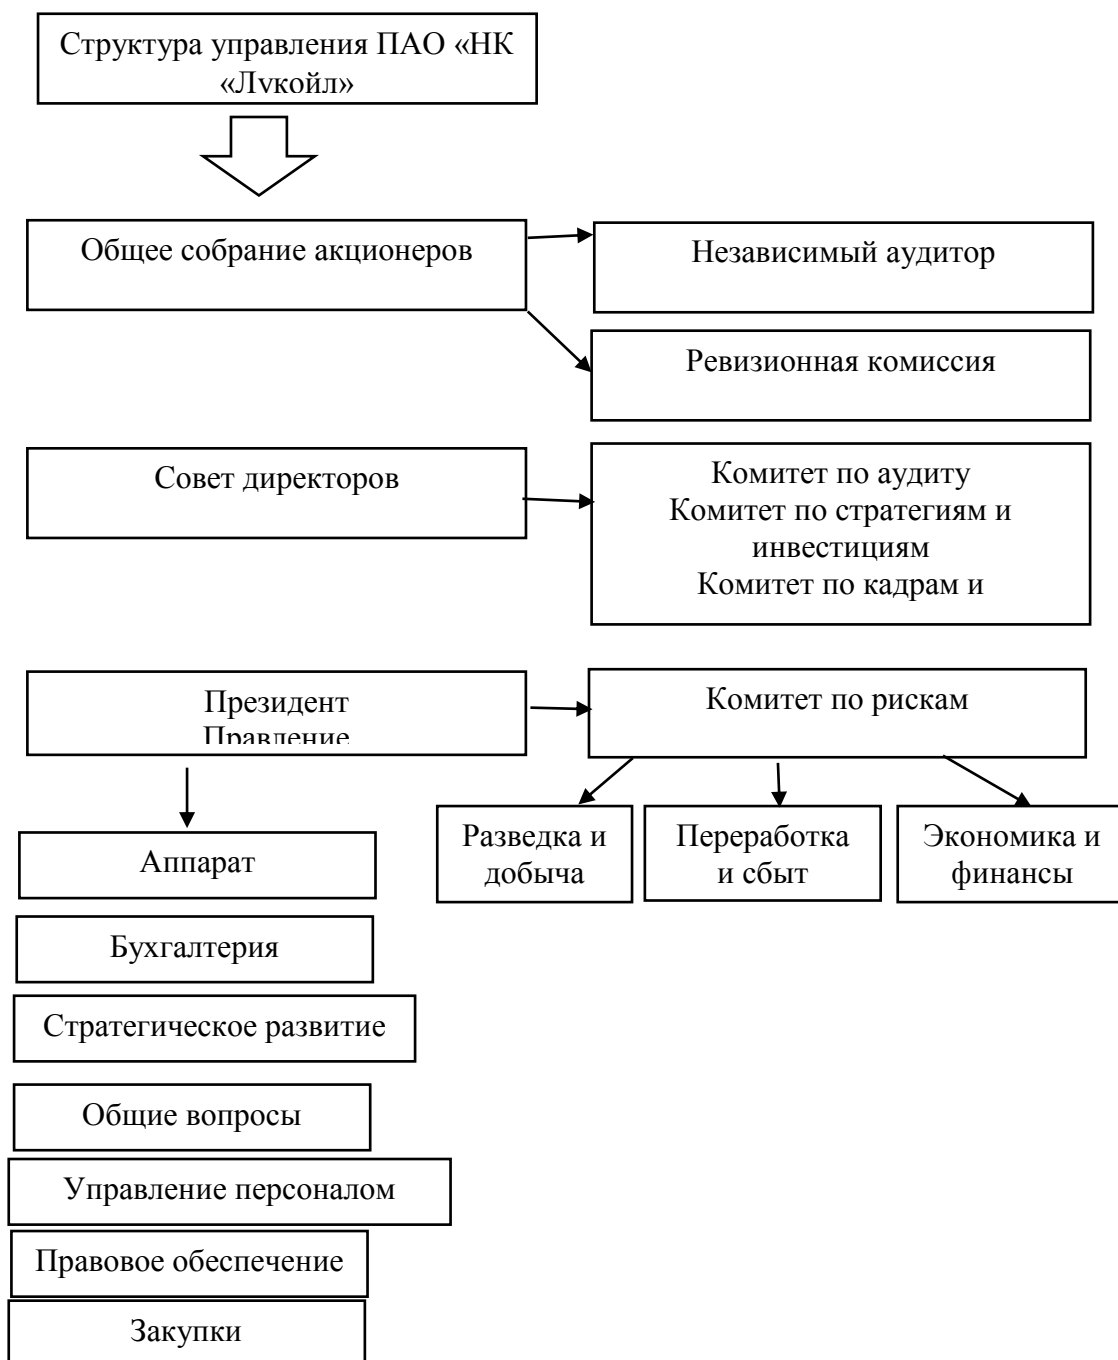 Структура управления ПАО «НК
«Лукойл»
Общее собрание акционеров
Независимый аудитор
Ревизионная комиссия
Совет директоров
Комитет по аудиту
Комитет по стратегиям и
инвестициям
Комитет по кадрам и
Президент
Правление
Комитет по рискам
Разведка и
добыча
Переработка
и сбыт
Экономика и
финансы
Аппарат
Бухгалтерия
Стратегическое развитие
Общие вопросы
Управление персоналом
Правовое обеспечение
Закупки